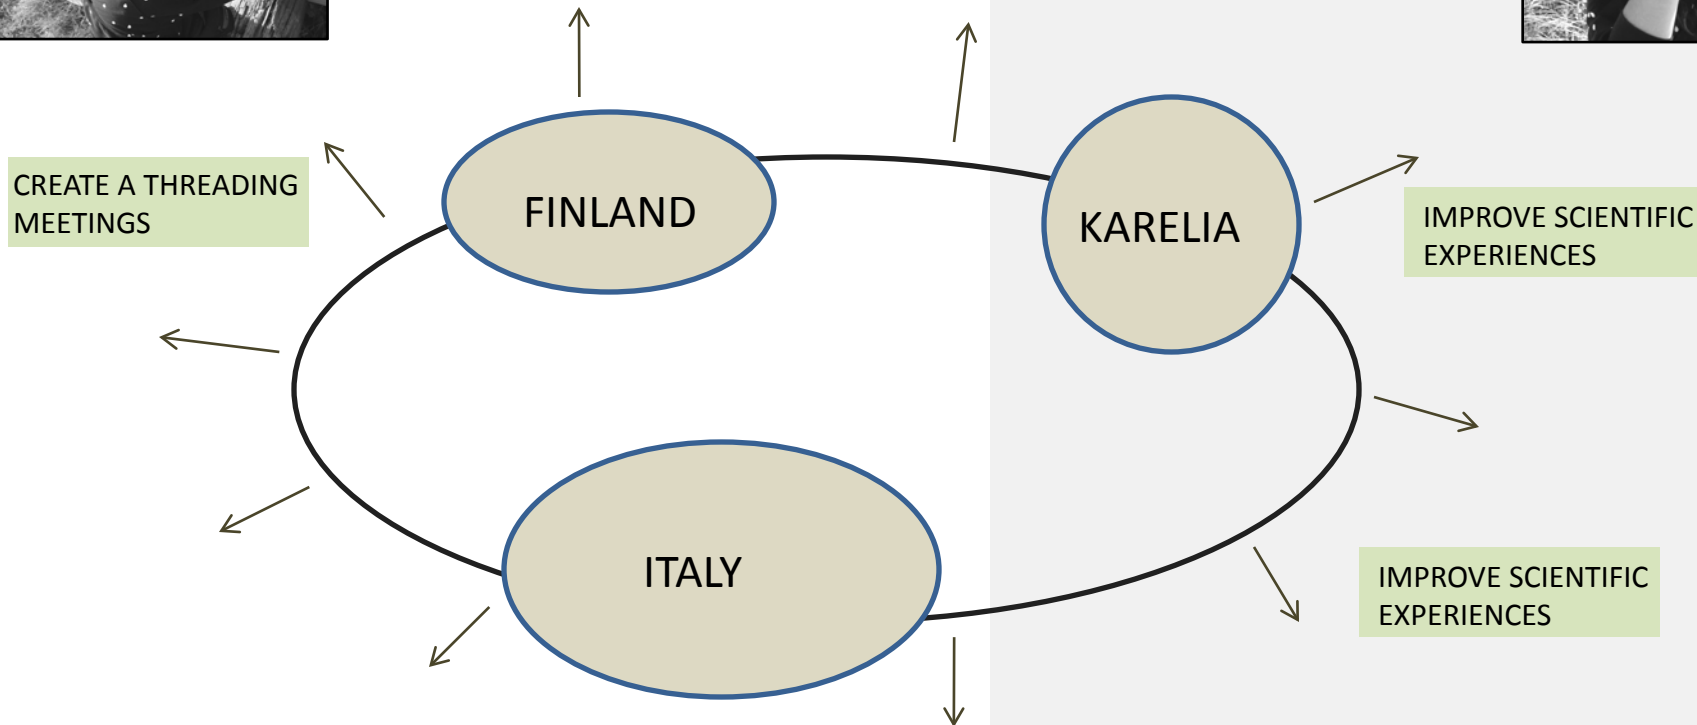 CREATE A THREADING
MEETINGS
FINLAND
KARELIA
IMPROVE SCIENTIFIC
EXPERIENCES
ITALY
IMPROVE SCIENTIFIC
EXPERIENCES